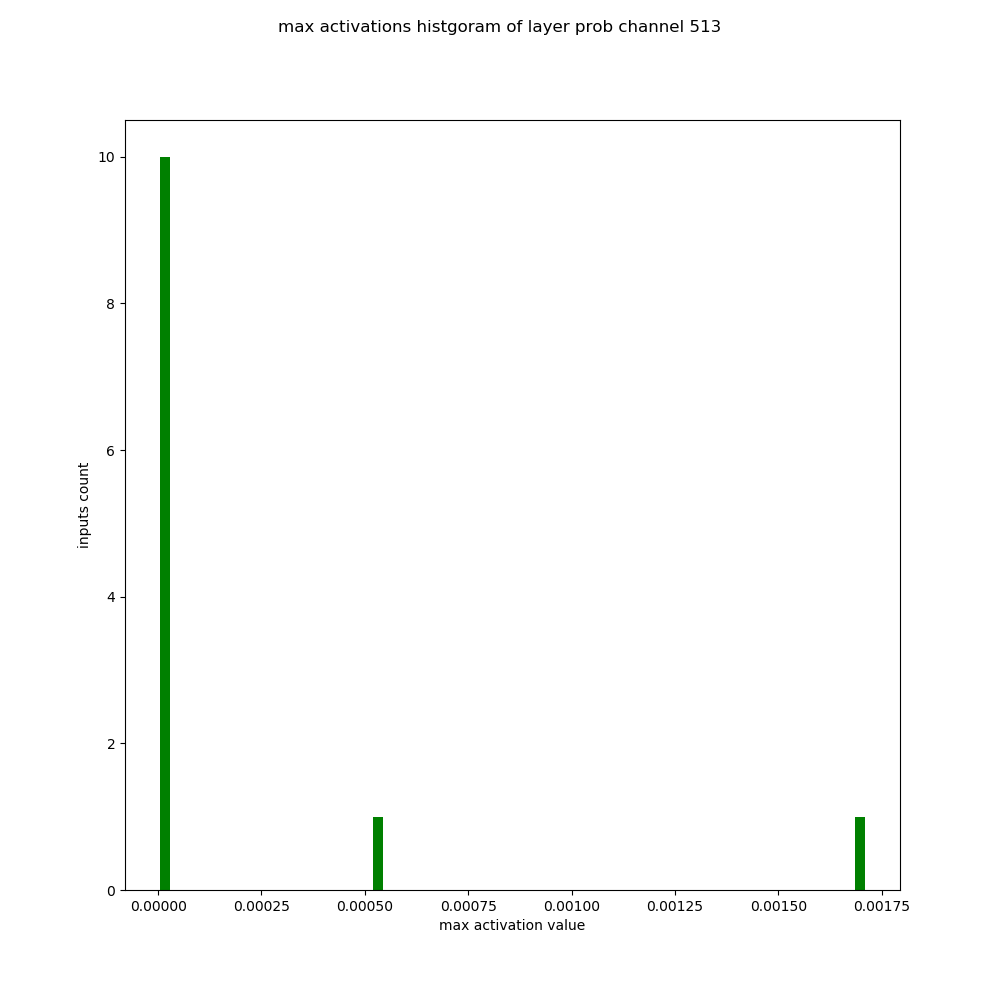 max activations histgoram of layer prob channel 513
10
8
6
4
2
0
inputs count
0.00000 0.00025 0.00050 0.00075 0.00100 0.00125 0.00150 0.00175
max activation value